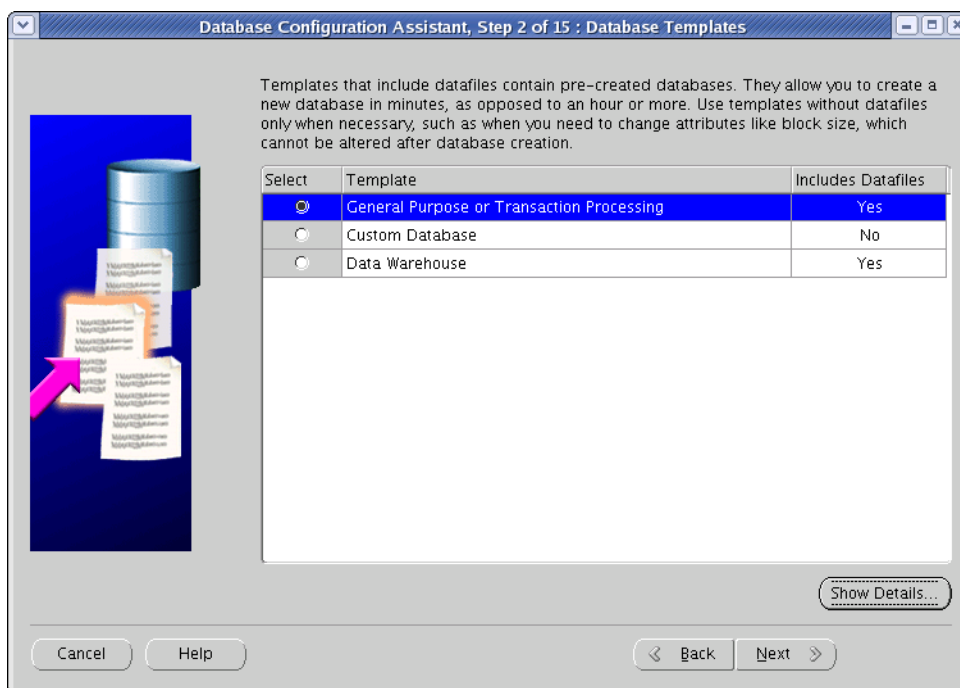 Database Configuration Assistant, Step 2 of 15 : Database Templates
Templates that include datafiles contain pre-created databases. They allow you to create a
new database in minutes, as opposed to an hour or more. Use templates without datafiles
only when necessary, such as when you need to change attributes like block size, which
cannot be altered after database creation.
Select Template Includes Datafiles
General Purpose or Transaction Processing Yes
Custom Database No
Data Warehouse Yes
Show Details...
Cancel Help Back Next